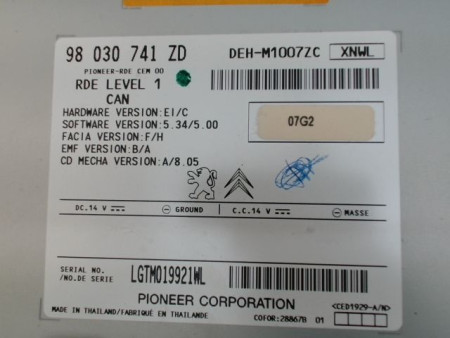 98 030 741 ZD DEH-M1007ZC XNWL
PIONEER-RDE CEM 00
RDE LEVEL 1
CAN
HARDWARE VERSION:EI/C
SOFTWARE VERSION:5.34/5.00
FACIA VERSION:F/H
EMF VERSION:B/A
CD MECHA VERSION:A/8.05
07G2
DC.14 V GROUND C.C.14 V MASSE
SERIAL NO.
/NO.DE SERIE LGTM019921WL
PIONEER CORPORATION
MADE IN THAILAND/FABRIQUÉ EN THAILANDE
<CED1929-A/N>
COFOR:28867B 01